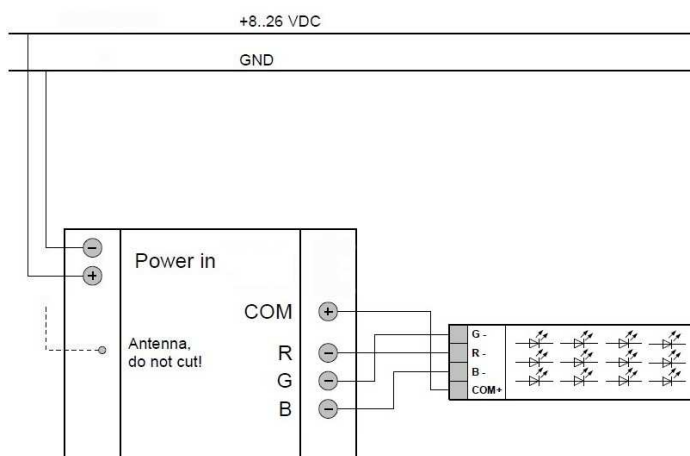 +8..26 VDC
GND
Power in
COM
Antenna,
do not cut!
R
G
B
G -
R -
B -
COM+